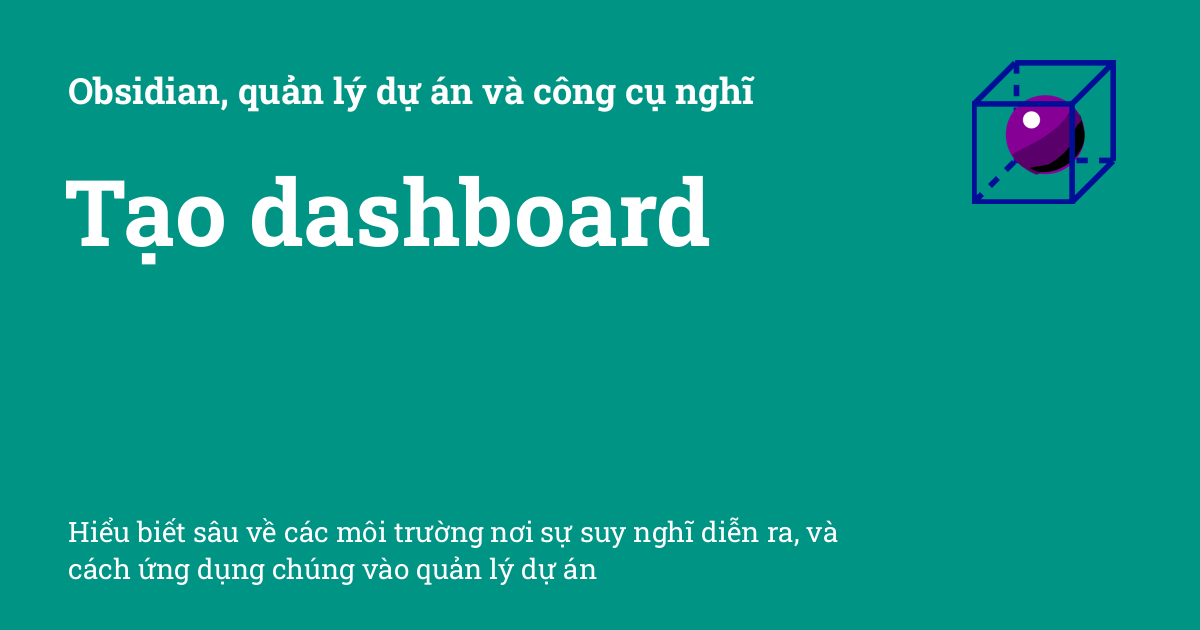 Obsidian, quản lý dự án và công cụ nghĩ
Tạo dashboard
Hiểu biết sâu về các môi trường nơi sự suy nghĩ diễn ra, và
cách ứng dụng chúng vào quản lý dự án